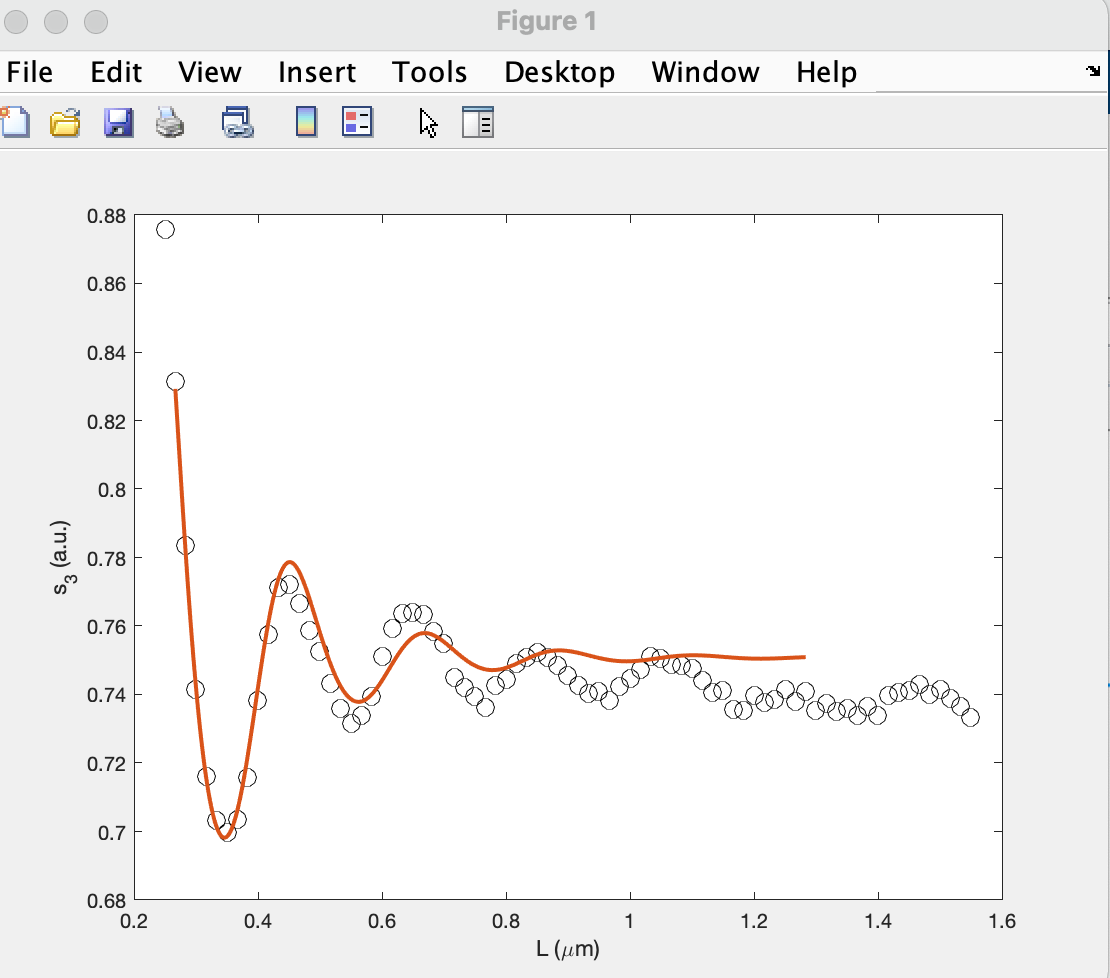 Figure 1
File Edit View Insert Tools Desktop Window Help
0.88
0.86
0.84
0.82
0.8
0.78
0.76
0.74
0.72
0.7
0.68
s3 (a.u.)
0.2 0.4 0.6 0.8 1 1.2 1.4 1.6
L (μm)